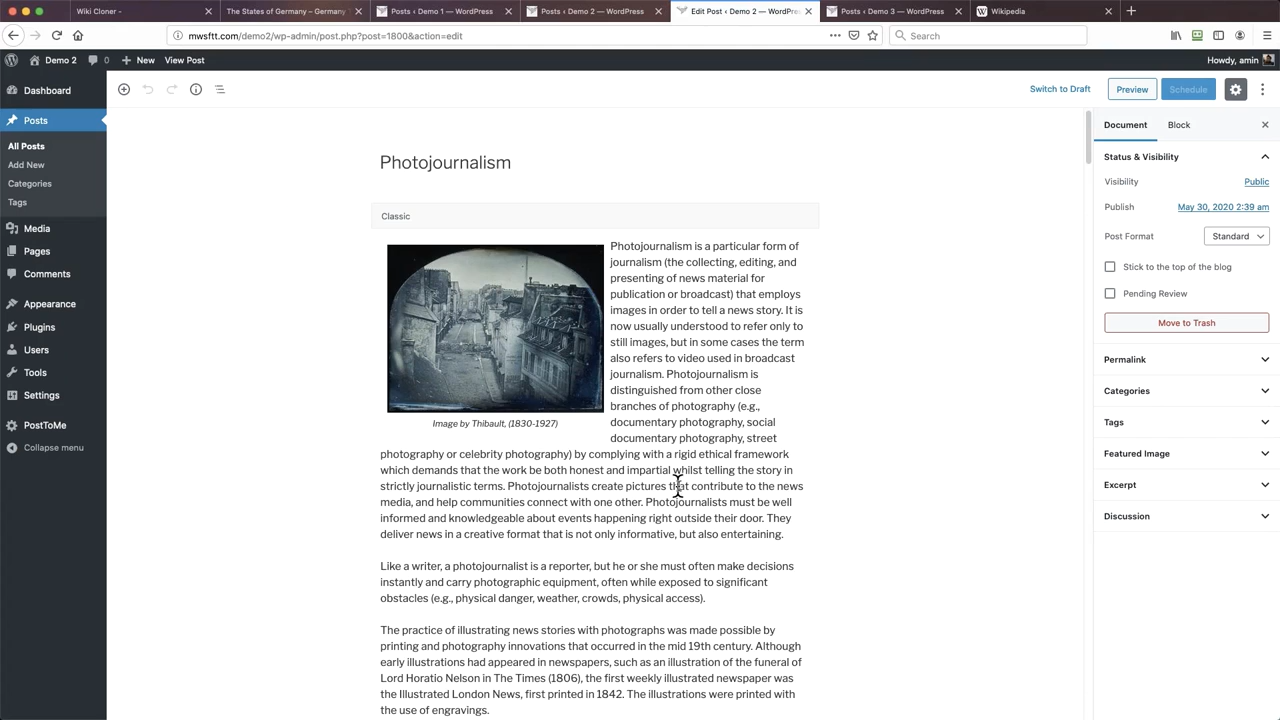 Wiki Cloner -
The States of Germany –
Posts ‹ Demo 1 — WordPress
Posts ‹ Demo 2 — WordPress
Edit Post ‹ Demo 2 — WordPress
Posts ‹ Demo 3 — WordPress
Wikipedia
mwsftt.com/demo2/wp-admin/post.php?post=1800&action=edit
Search
Demo 2
0
New
View Post
Howdy, amin
Dashboard
Posts
All Posts
Add New
Categories
Tags
Media
Pages
Comments
Appearance
Plugins
Users
Tools
Settings
PostToMe
Collapse menu
Switch to Draft
Preview
Schedule
Photojournalism
Classic
Photojournalism is a particular form of
journalism (the collecting, editing, and
presenting of news material for
publication or broadcast) that employs
images in order to tell a news story. It is
now usually understood to refer only to
still images, but in some cases the term
also refers to video used in broadcast
journalism. Photojournalism is
distinguished from other close
branches of photography (e.g.,
documentary photography, social
documentary photography, street
Image by Thibault, (1830-1927)
photography or celebrity photography) by complying with a rigid ethical framework
which demands that the work be both honest and impartial whilst telling the story in
strictly journalistic terms. Photojournalists create pictures that contribute to the news
media, and help communities connect with one other. Photojournalists must be well
informed and knowledgeable about events happening right outside their door. They
deliver news in a creative format that is not only informative, but also entertaining.
Like a writer, a photojournalist is a reporter, but he or she must often make decisions
instantly and carry photographic equipment, often while exposed to significant
obstacles (e.g., physical danger, weather, crowds, physical access).
The practice of illustrating news stories with photographs was made possible by
printing and photography innovations that occurred in the mid 19th century. Although
early illustrations had appeared in newspapers, such as an illustration of the funeral of
Lord Horatio Nelson in The Times (1806), the first weekly illustrated newspaper was
the Illustrated London News, first printed in 1842. The illustrations were printed with
the use of engravings.
Document
Block
Status & Visibility
Visibility
Public
Publish
May 30, 2020 2:39 am
Post Format
Standard
Stick to the top of the blog
Pending Review
Move to Trash
Permalink
Categories
Tags
Featured Image
Excerpt
Discussion